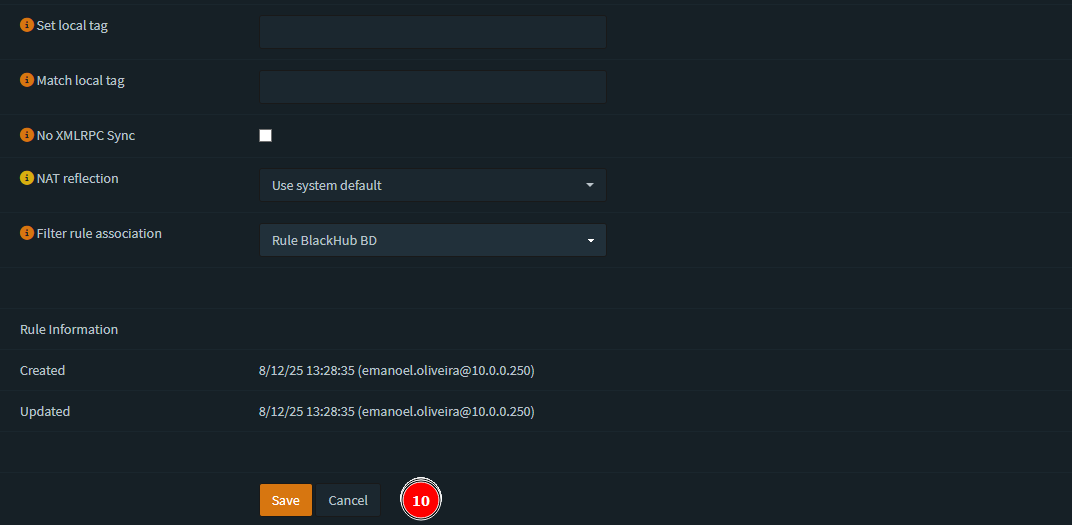 Set local tag
Match local tag
No XMLRPC Sync
NAT reflection
Use system default
Filter rule association
Rule BlackHub BD
Rule Information
Created
8/12/25 13:28:35 (emanoel.oliveira@10.0.0.250)
Updated
8/12/25 13:28:35 (emanoel.oliveira@10.0.0.250)
Save Cancel 10